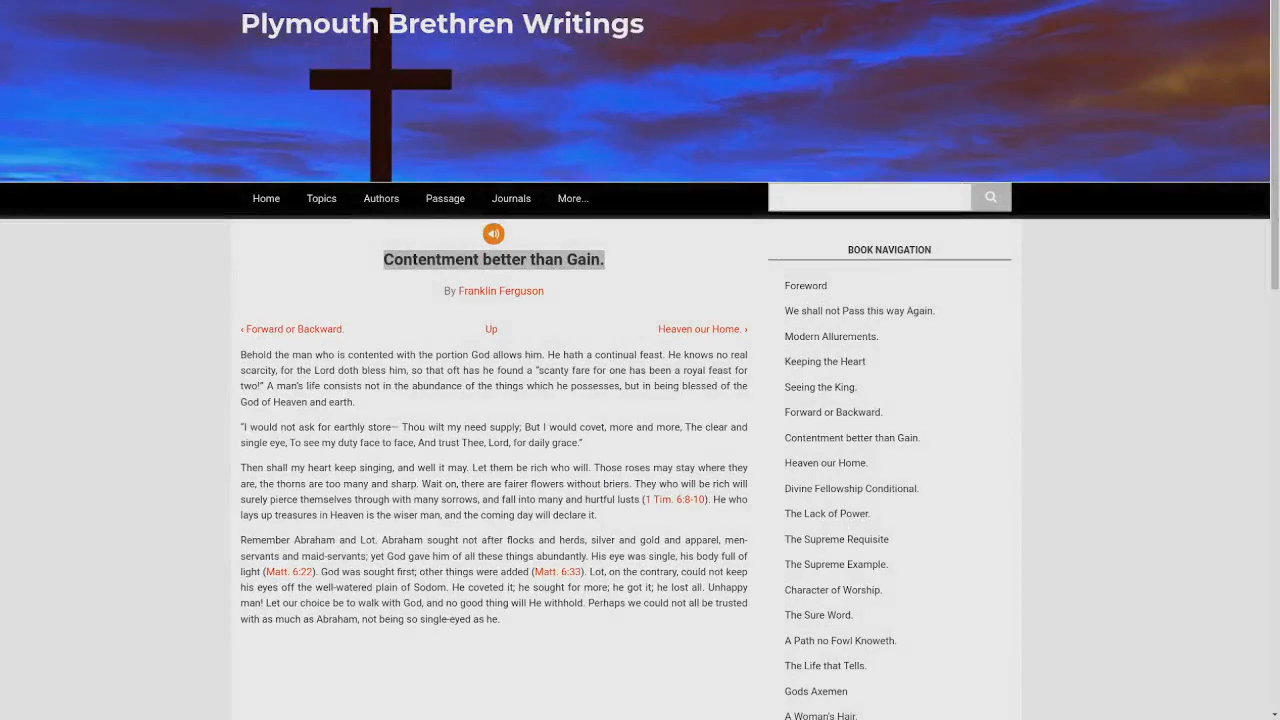 Plymouth Brethren Writings
Home Topics Authors Passage Journals More...
Contentment better than Gain.
By Franklin Ferguson
‹ Forward or Backward. Up Heaven our Home. ›
Behold the man who is contented with the portion God allows him. He hath a continual feast. He knows no real
scarcity, for the Lord doth bless him, so that oft has he found a “scanty fare for one has been a royal feast for
two!” A man's life consists not in the abundance of the things which he possesses, but in being blessed of the
God of Heaven and earth.
“I would not ask for earthly store— Thou wilt my need supply; But I would covet, more and more, The clear and
single eye, To see my duty face to face, And trust Thee, Lord, for daily grace.”
Then shall my heart keep singing, and well it may. Let them be rich who will. Those roses may stay where they
are, the thorns are too many and sharp. Wait on, there are fairer flowers without briers. They who will be rich will
surely pierce themselves through with many sorrows, and fall into many and hurtful lusts (1 Tim. 6:8-10). He who
lays up treasures in Heaven is the wiser man, and the coming day will declare it.
Remember Abraham and Lot. Abraham sought not after flocks and herds, silver and gold and apparel, men-
servants and maid-servants; yet God gave him of all these things abundantly. His eye was single, his body full of
light (Matt. 6:22). God was sought first; other things were added (Matt. 6:33). Lot, on the contrary, could not keep
his eyes off the well-watered plain of Sodom. He coveted it; he sought for more; he got it; he lost all. Unhappy
man! Let our choice be to walk with God, and no good thing will He withhold. Perhaps we could not all be trusted
with as much as Abraham, not being so single-eyed as he.
BOOK NAVIGATION
Foreword
We shall not Pass this way Again.
Modern Allurements.
Keeping the Heart
Seeing the King.
Forward or Backward.
Contentment better than Gain.
Heaven our Home.
Divine Fellowship Conditional.
The Lack of Power.
The Supreme Requisite
The Supreme Example.
Character of Worship.
The Sure Word.
A Path no Fowl Knoweth.
The Life that Tells.
Gods Axemen
A Woman's Hair.